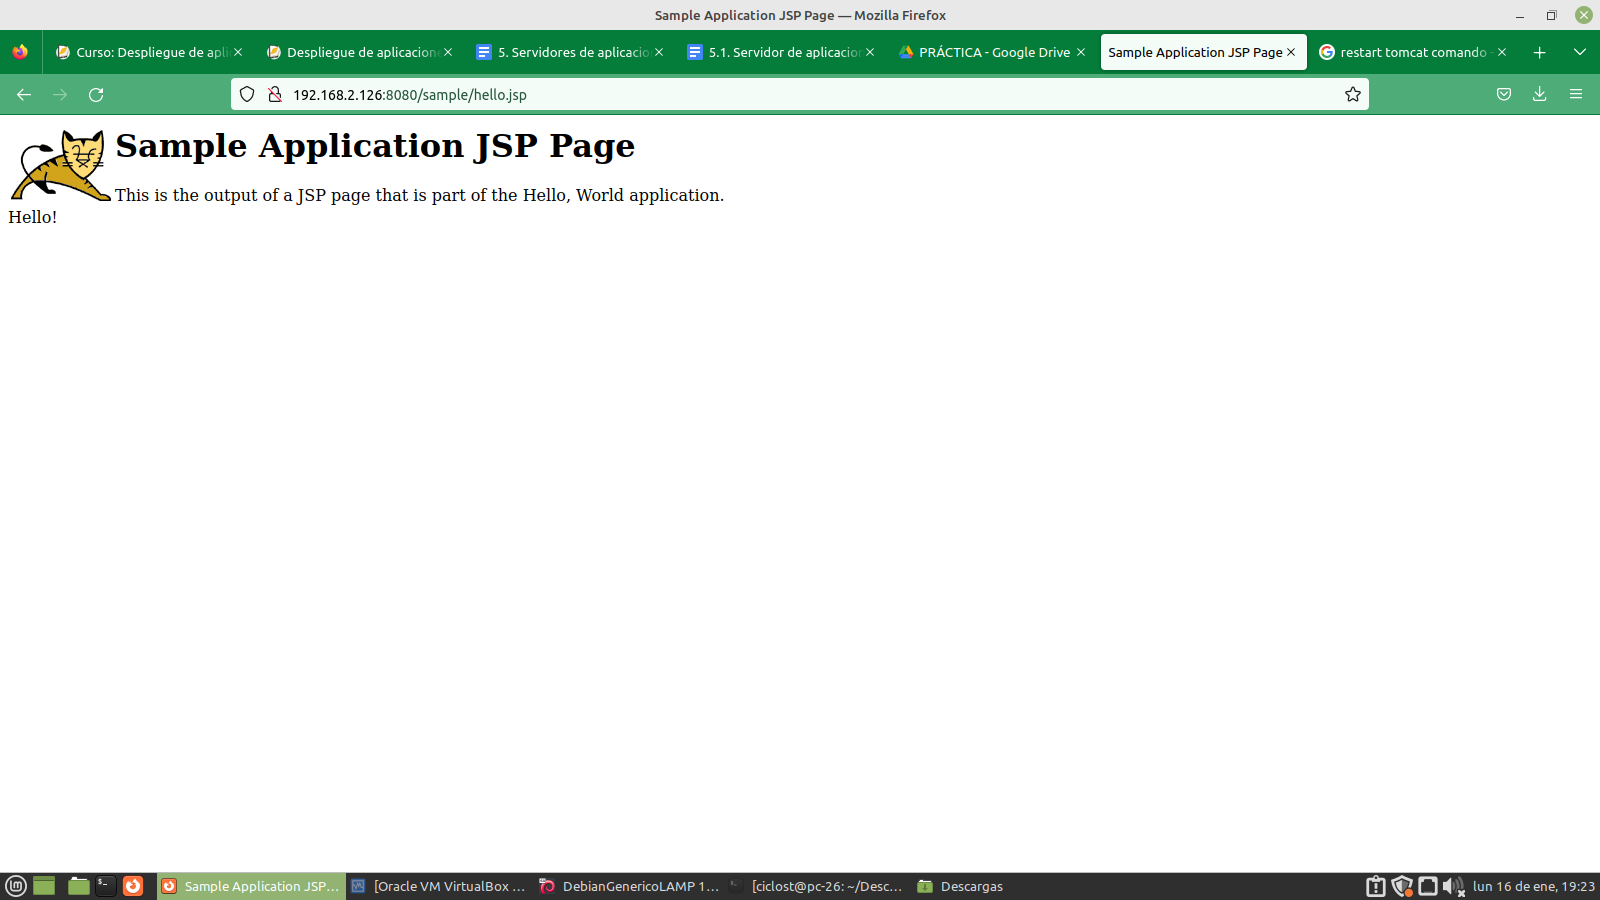 Sample Application JSP Page — Mozilla Firefox
Curso: Despliegue de apli
Despliegue de aplicacione
5. Servidores de aplicacio
5.1. Servidor de aplicacior
PRÁCTICA - Google Drive
Sample Application JSP Page
restart tomcat comando -
192.168.2.126:8080/sample/hello.jsp
Sample Application JSP Page
This is the output of a JSP page that is part of the Hello, World application.
Hello!
Sample Application JSP...
[Oracle VM VirtualBox ...
DebianGenericoLAMP 1...
[ciclost@pc-26: ~/Desc...
Descargas
lun 16 de ene, 19:23